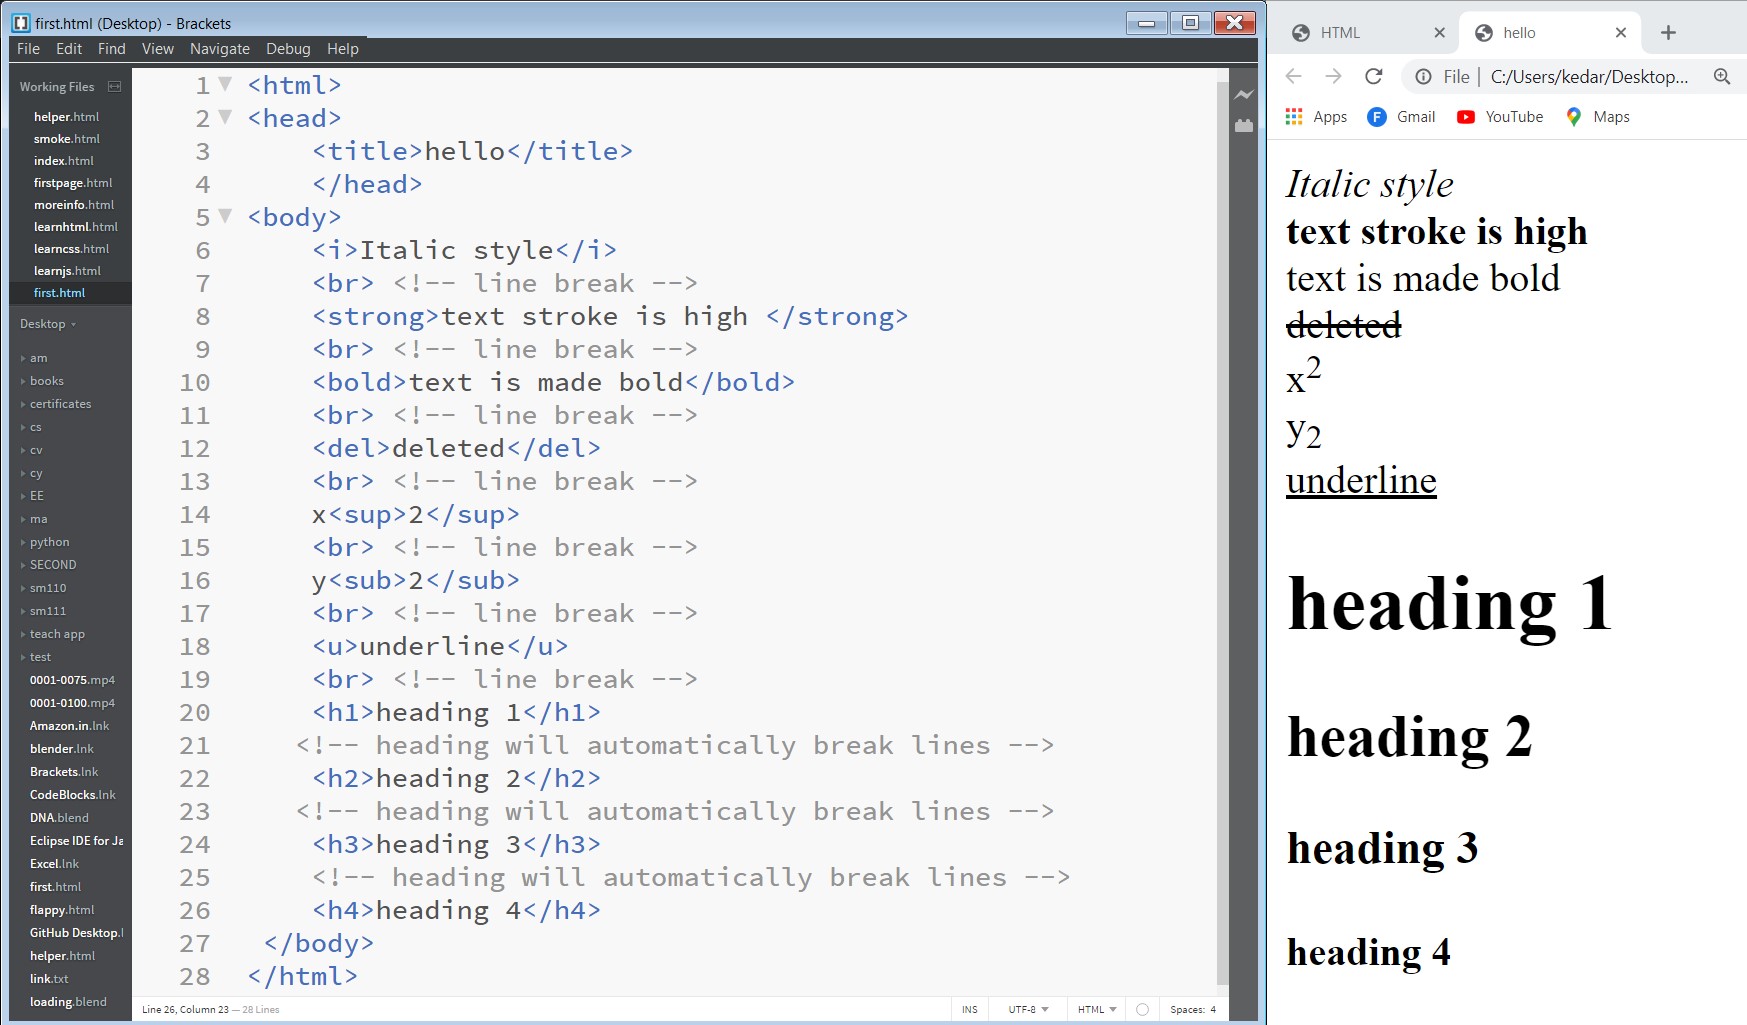 first.html (Desktop) - Brackets
File Edit Find View Navigate Debug Help
Working Files
helper.html
smoke.html
index.html
firstpage.html
moreinfo.html
learnhtml.html
learncss.html
learnjs.html
first.html
Desktop
am
books
certificates
cs
cv
cy
EE
ma
python
SECOND
sm110
sm111
teach app
test
0001-0075.mp4
0001-0100.mp4
Amazon.in.lnk
blender.lnk
Brackets.lnk
CodeBlocks.lnk
DNA.blend
Eclipse IDE for Ja
Excel.lnk
first.html
flappy.html
GitHub Desktop.l
helper.html
link.txt
loading.blend
1 <html>
2 <head>
3 <title>hello</title>
4 </head>
5 <body>
6 <i>Italic style</i>
7 <br> <!-- line break -->
8 <strong>text stroke is high </strong>
9 <br> <!-- line break -->
10 <bold>text is made bold</bold>
11 <br> <!-- line break -->
12 <del>deleted</del>
13 <br> <!-- line break -->
14 x<sup>2</sup>
15 <br> <!-- line break -->
16 y<sub>2</sub>
17 <br> <!-- line break -->
18 <u>underline</u>
19 <br> <!-- line break -->
20 <h1>heading 1</h1>
21 <!-- heading will automatically break lines -->
22 <h2>heading 2</h2>
23 <!-- heading will automatically break lines -->
24 <h3>heading 3</h3>
25 <!-- heading will automatically break lines -->
26 <h4>heading 4</h4>
27 </body>
28 </html>
Line 26, Column 23 — 28 Lines
INS UTF-8 HTML Spaces: 4
HTML hello
File | C:/Users/kedar/Desktop...
Apps F Gmail YouTube Maps
Italic style
text stroke is high
text is made bold
deleted
x²
y₂
underline
heading 1
heading 2
heading 3
heading 4